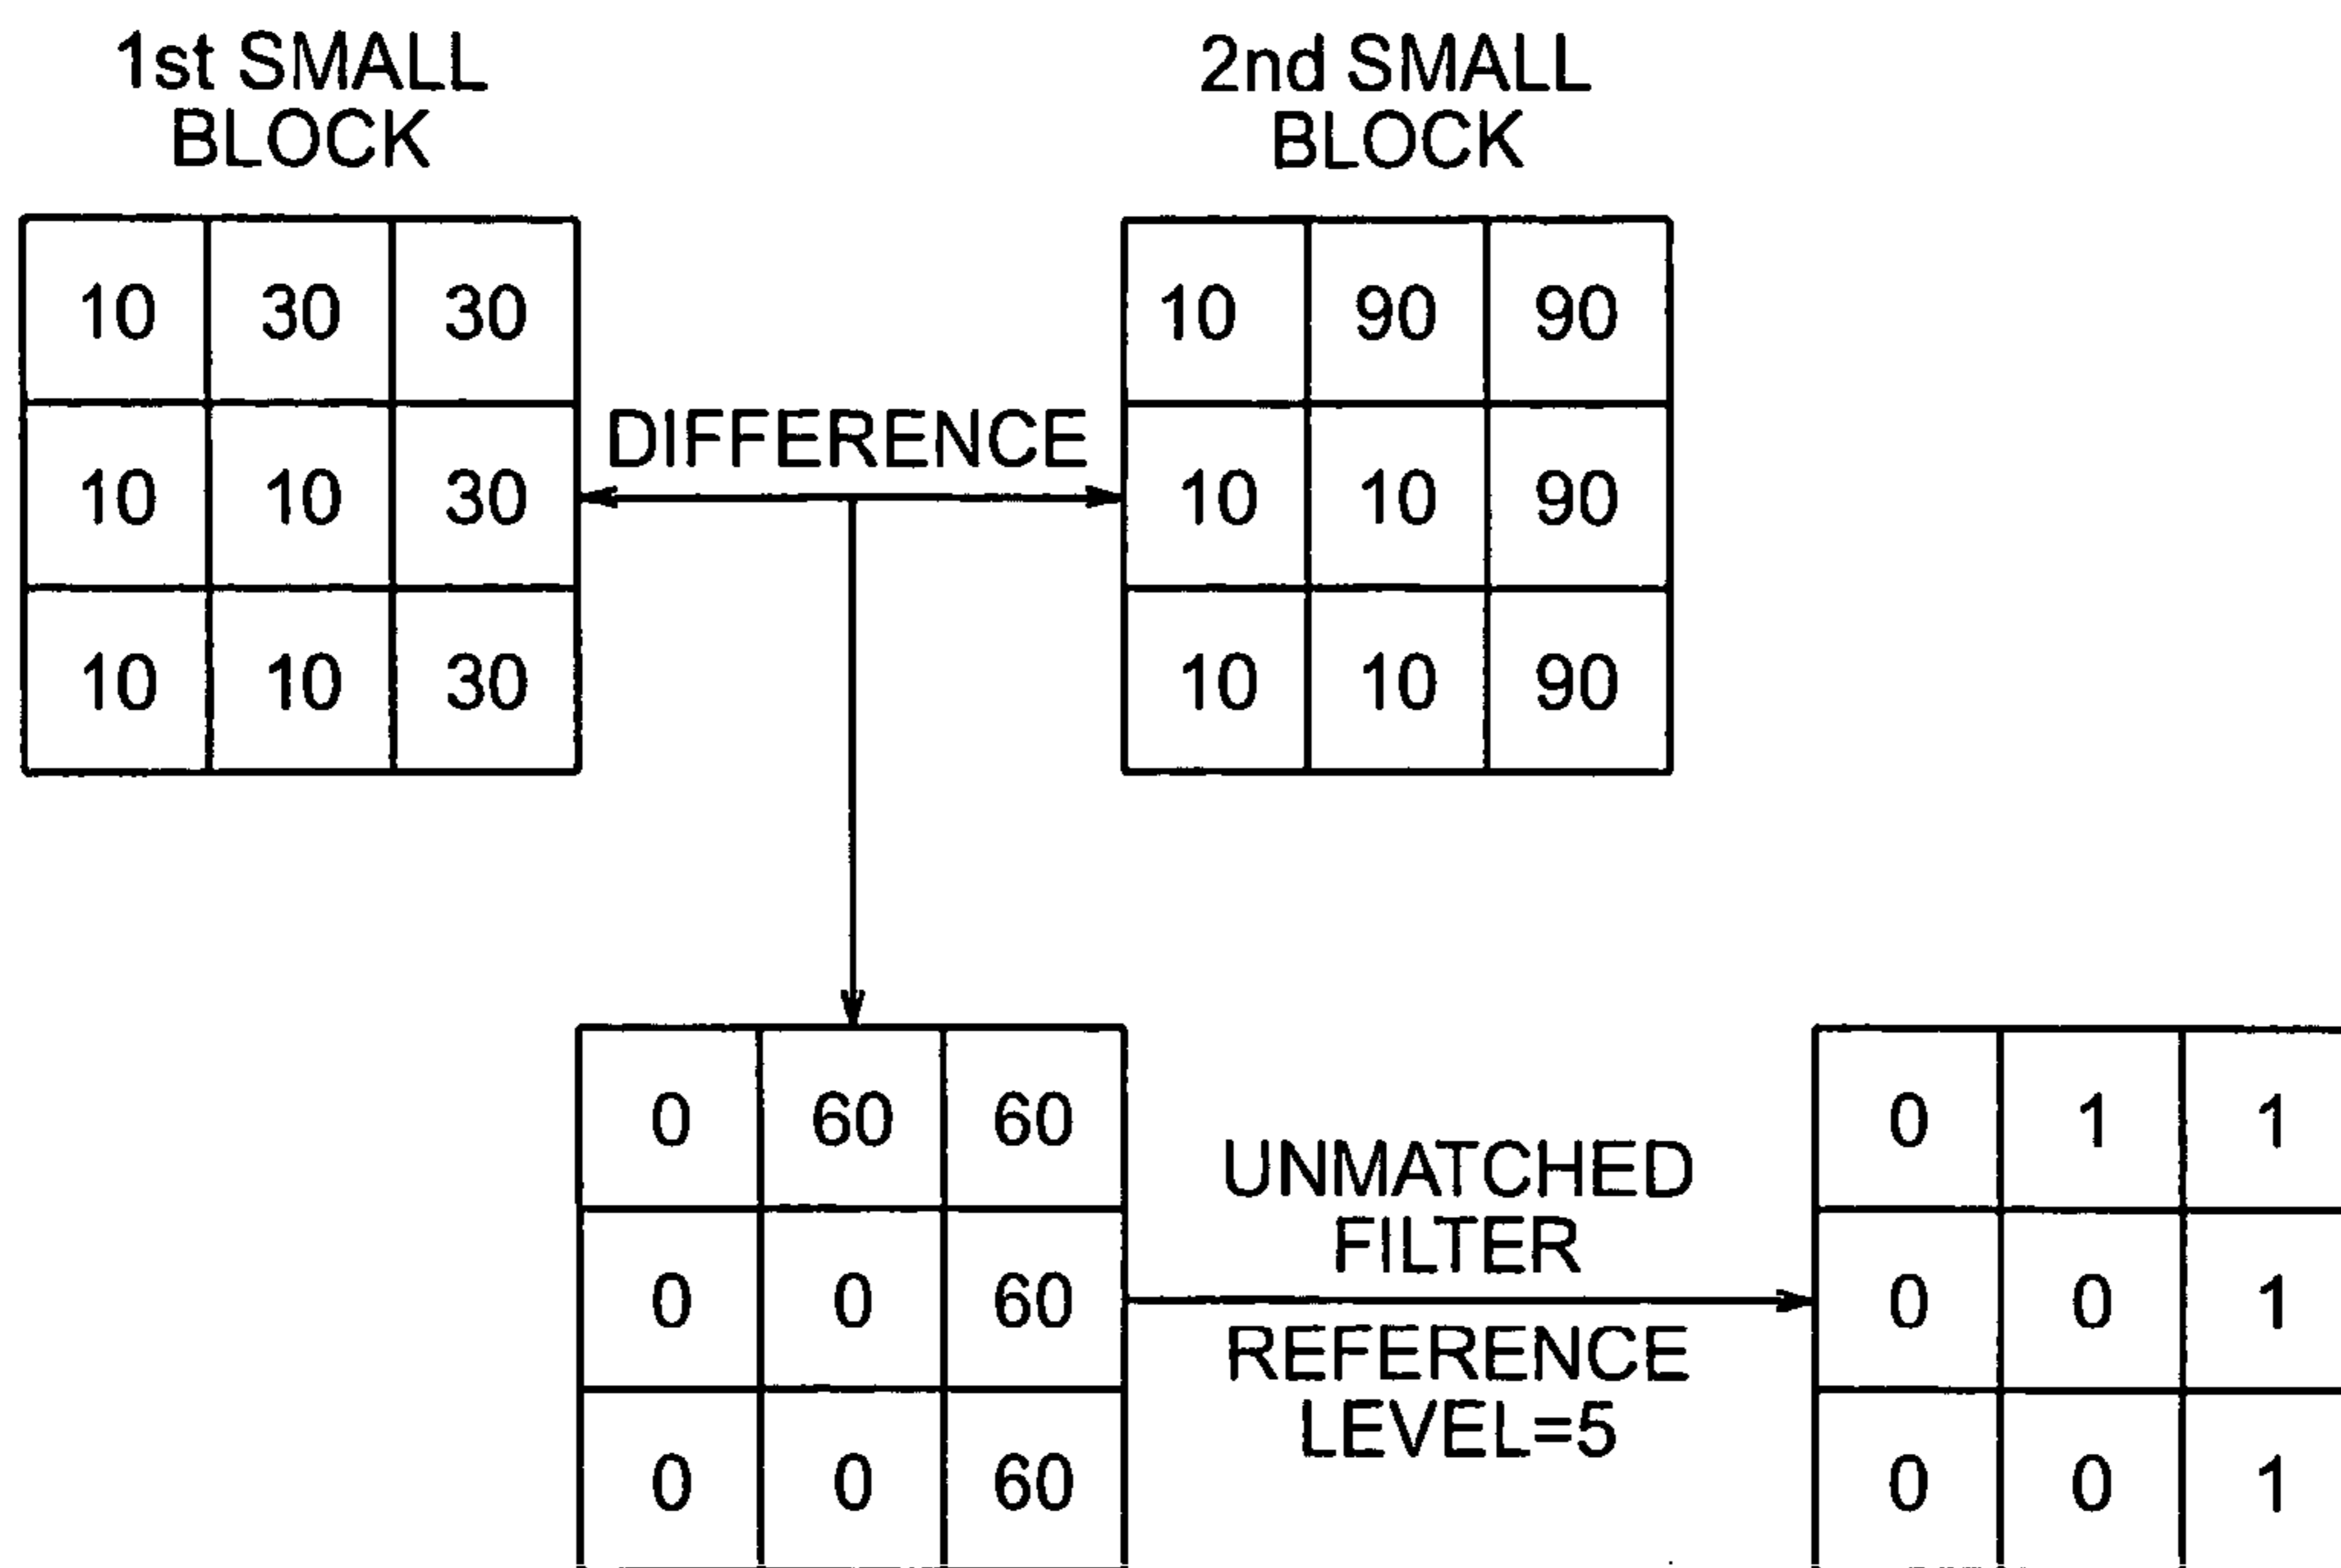 1st SMALL
BLOCK
2nd SMALL
BLOCK
10 30 30
10 10 30
10 10 30
DIFFERENCE
10 90 90
10 10 90
10 10 90
0 60 60
0 0 60
0 0 60
UNMATCHED
FILTER
REFERENCE
LEVEL=5
0 1 1
0 0 1
0 0 1